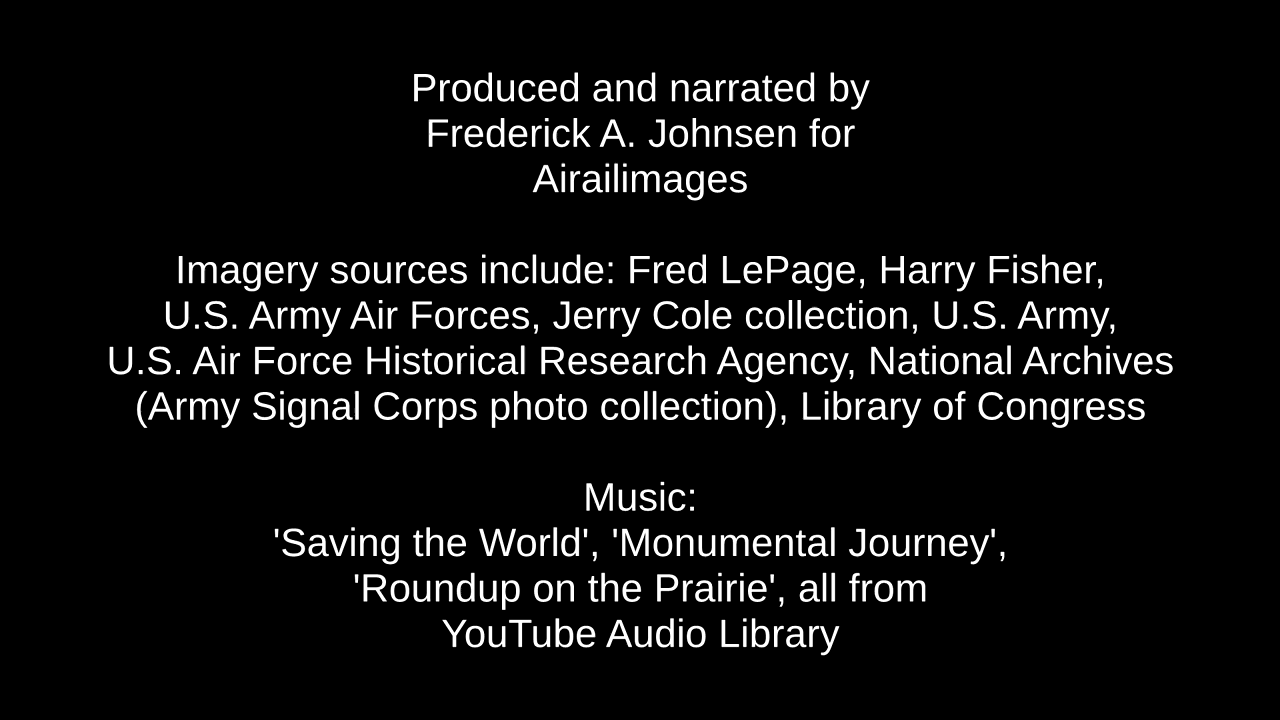 Produced and narrated by
Frederick A. Johnsen for
Airailimages
Imagery sources include: Fred LePage, Harry Fisher,
U.S. Army Air Forces, Jerry Cole collection, U.S. Army,
U.S. Air Force Historical Research Agency, National Archives
(Army Signal Corps photo collection), Library of Congress
Music:
'Saving the World', 'Monumental Journey',
'Roundup on the Prairie', all from
YouTube Audio Library